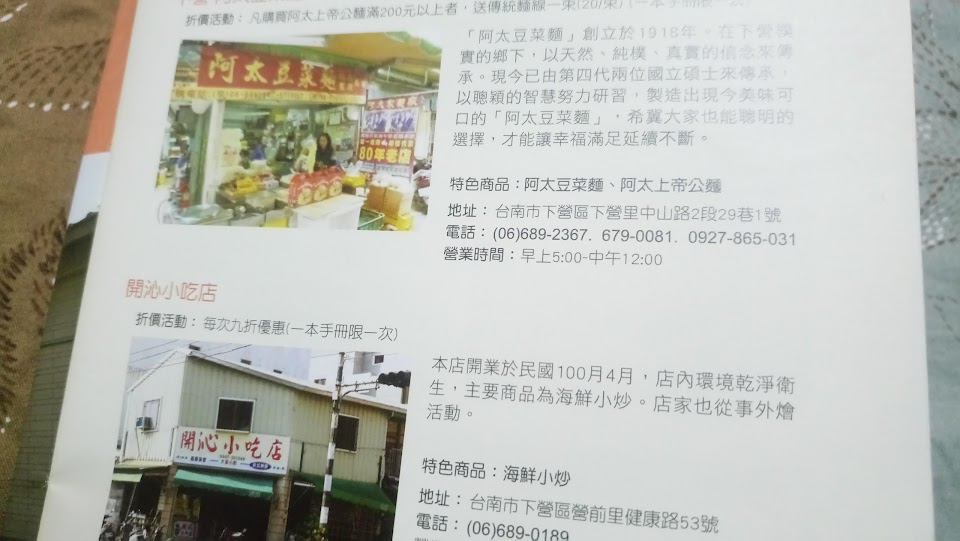 折價活動：凡購買阿太上帝公麵滿200元以上者，送傳統麵線一束(20/束)(一本手冊限一次)
「阿太豆菜麵」創立於1918年。在下營樸
實的鄉下，以天然、純樸、真實的信念來傳
承。現今已由第四代兩位國立碩士來傳承，
以聰穎的智慧努力研習，製造出現今美味可
口的「阿太豆菜麵」，希冀大家也能聰明的
選擇，才能讓幸福滿足延續不斷。
阿太豆菜麵
80年老店
特色商品：阿太豆菜麵、阿太上帝公麵
地址：台南市下營區下營里中山路2段29巷1號
電話：(06)689-2367. 679-0081. 0927-865-031
營業時間：早上5:00-中午12:00
開沁小吃店
折價活動：每次九折優惠(一本手冊限一次)
本店開業於民國100月4月，店內環境乾淨衛
生，主要商品為海鮮小炒。店家也從事外燴
活動。
開沁小吃店
特色商品：海鮮小炒
地址：台南市下營區營前里健康路53號
電話：(06)689-0189